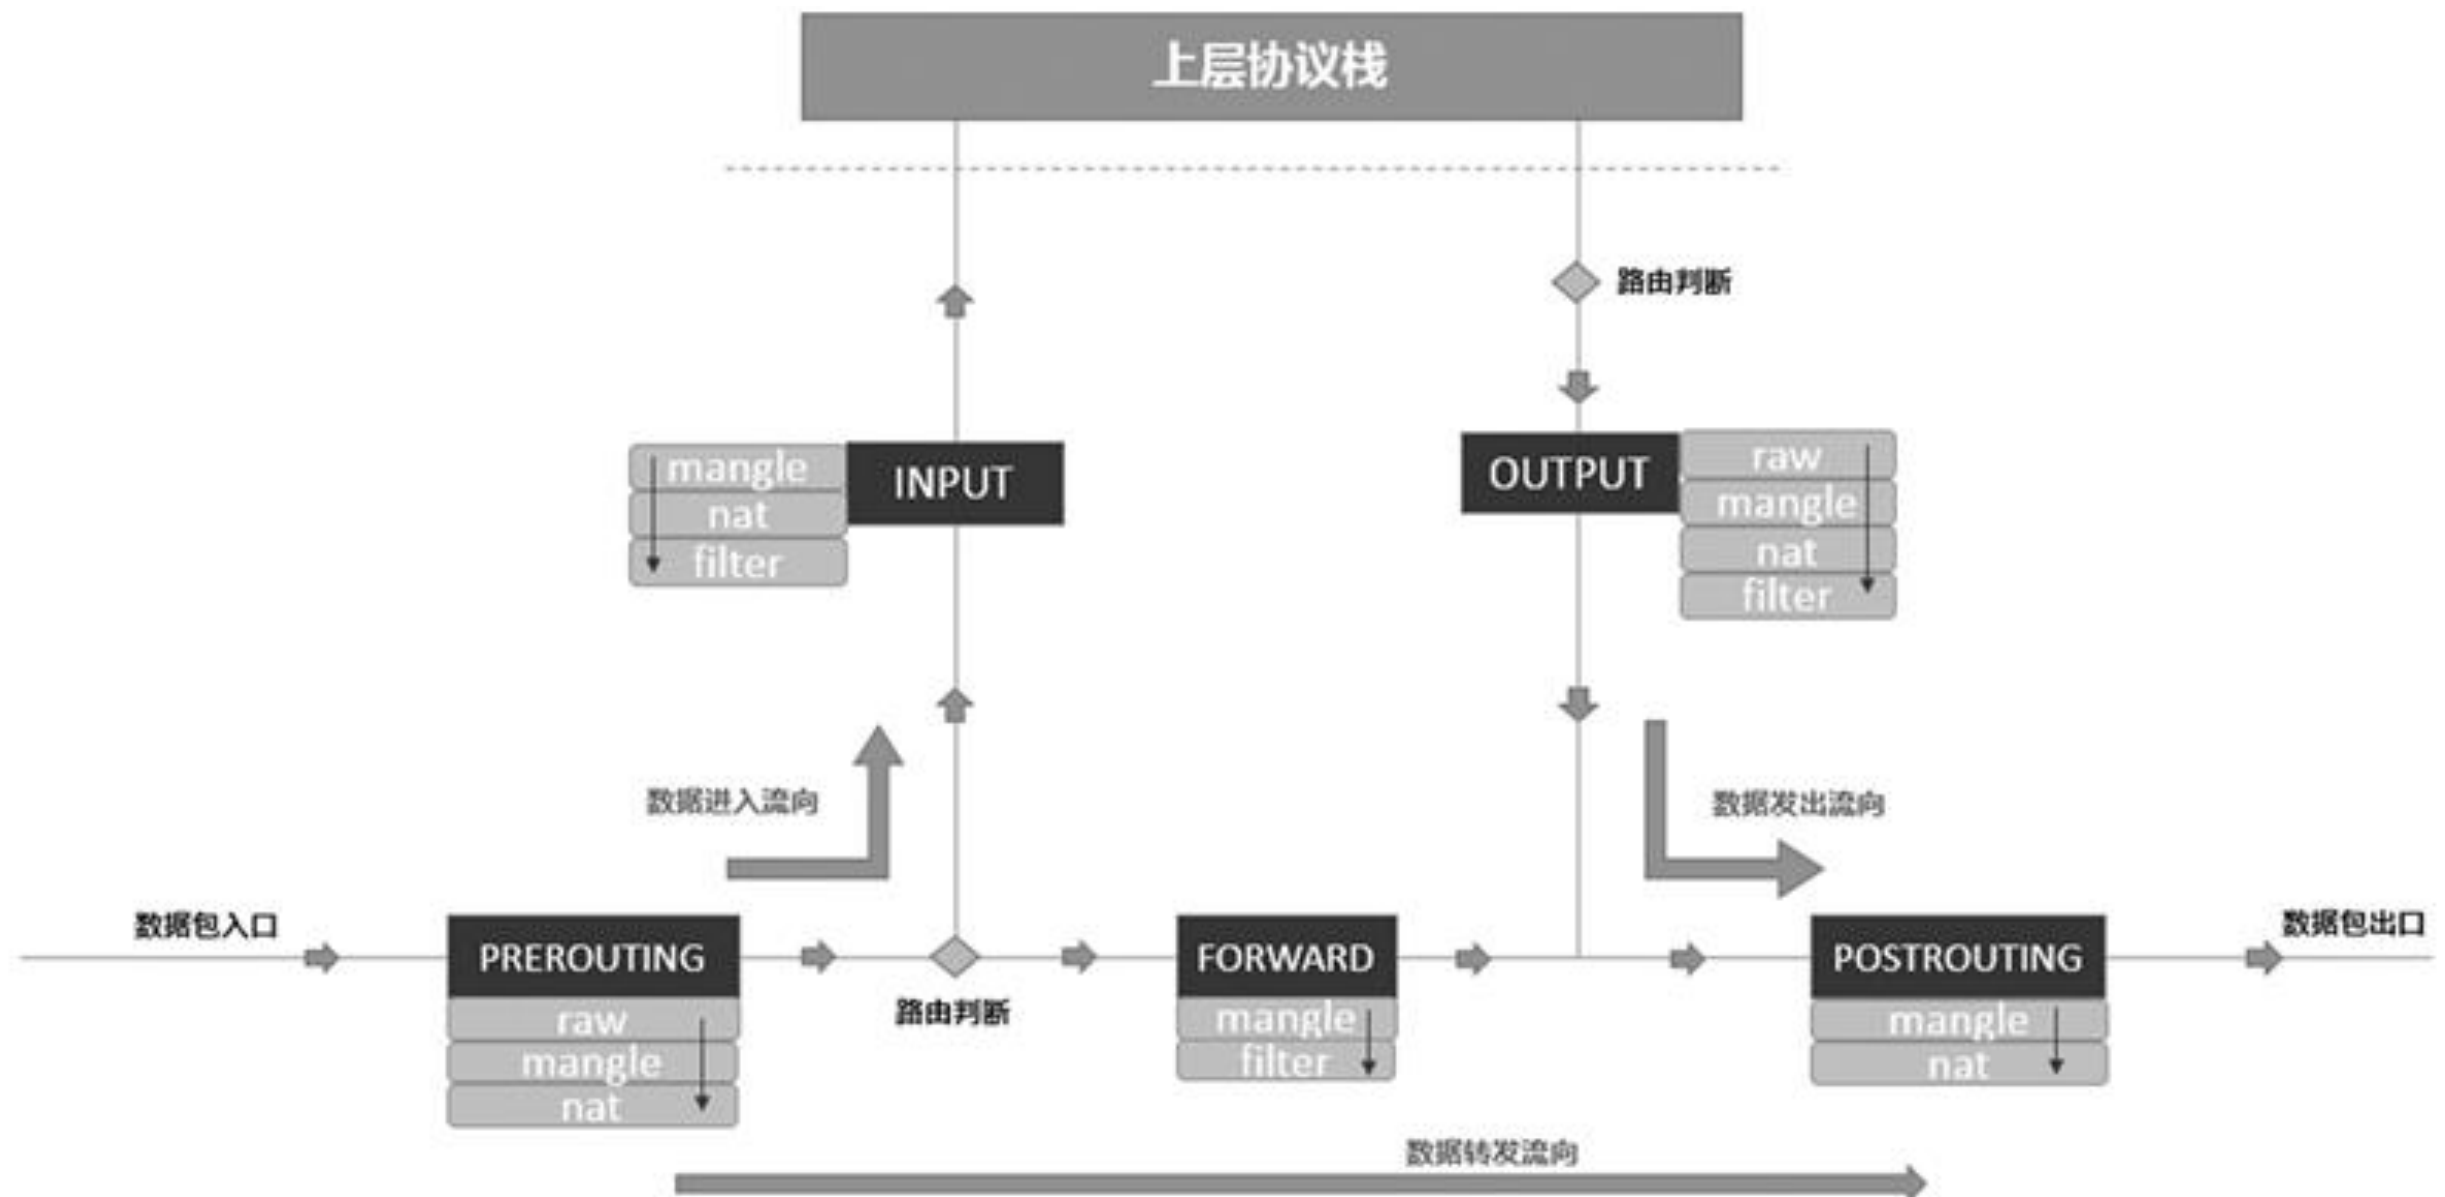 上层协议栈
路由判断
mangle
nat
filter
INPUT
OUTPUT
raw
mangle
nat
filter
数据进入流向
数据发出流向
数据包入口
PREROUTING
raw
mangle
nat
路由判断
FORWARD
mangle
filter
POSTROUTING
mangle
nat
数据包出口
数据转发流向